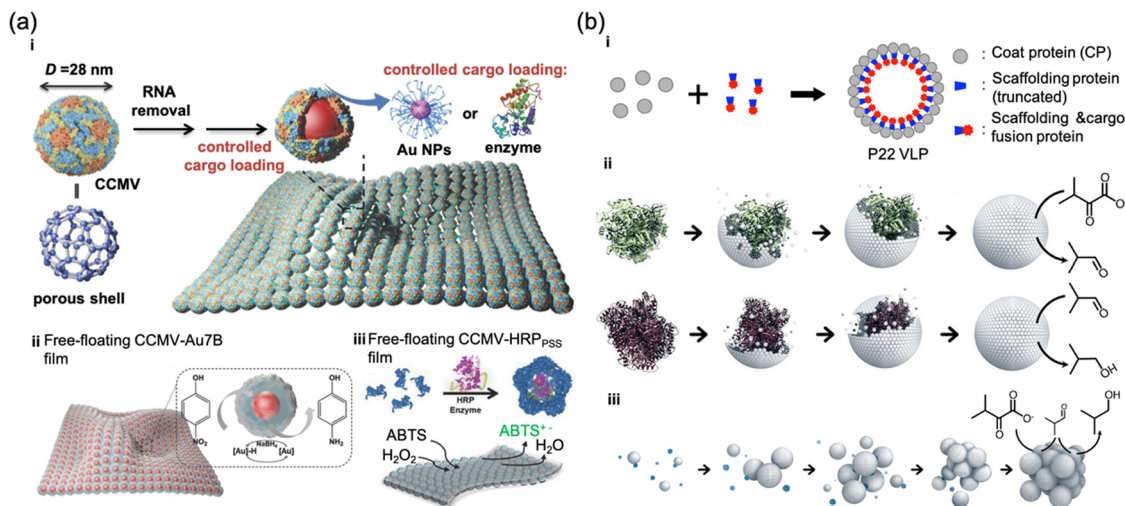 (a)
i
D =28 nm
RNA
removal
controlled
cargo loading
CCMV
=
porous shell
controlled cargo loading:
Au NPs
or
enzyme
ii Free-floating CCMV-Au7B
film
OH
NO2
NaBH4
[Au]-H
[Au]
OH
NH2
iii Free-floating CCMV-HRPPSS
film
HRP
Enzyme
ABTS
H2O2
ABTS+-
H2O
(b)
i
+
P22 VLP
: Coat protein (CP)
: Scaffolding protein
(truncated)
: Scaffolding &cargo
fusion protein
ii
O
O
O
O
O
OH
iii
O
O
O-
O
OH